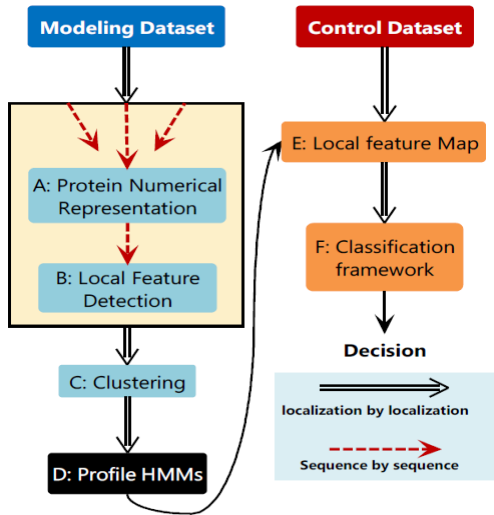 Modeling Dataset
Control Dataset
A: Protein Numerical
Representation
B: Local Feature
Detection
C: Clustering
D: Profile HMMs
E: Local feature Map
F: Classification
framework
Decision
localization by localization
Sequence by sequence